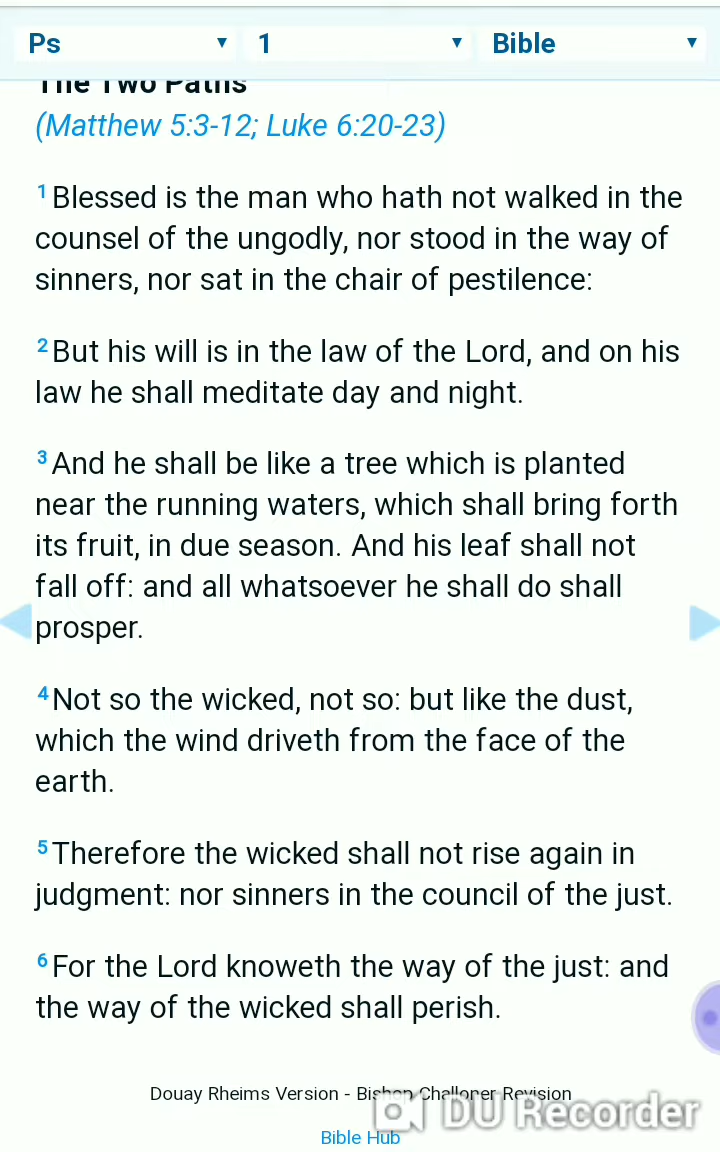 Ps 1 Bible
The Two Paths
(Matthew 5:3-12; Luke 6:20-23)
1 Blessed is the man who hath not walked in the
counsel of the ungodly, nor stood in the way of
sinners, nor sat in the chair of pestilence:
2 But his will is in the law of the Lord, and on his
law he shall meditate day and night.
3 And he shall be like a tree which is planted
near the running waters, which shall bring forth
its fruit, in due season. And his leaf shall not
fall off: and all whatsoever he shall do shall
prosper.
4 Not so the wicked, not so: but like the dust,
which the wind driveth from the face of the
earth.
5 Therefore the wicked shall not rise again in
judgment: nor sinners in the council of the just.
6 For the Lord knoweth the way of the just: and
the way of the wicked shall perish.
Douay Rheims Version - Bishop Challoner Revision
DU Recorder
Bible Hub